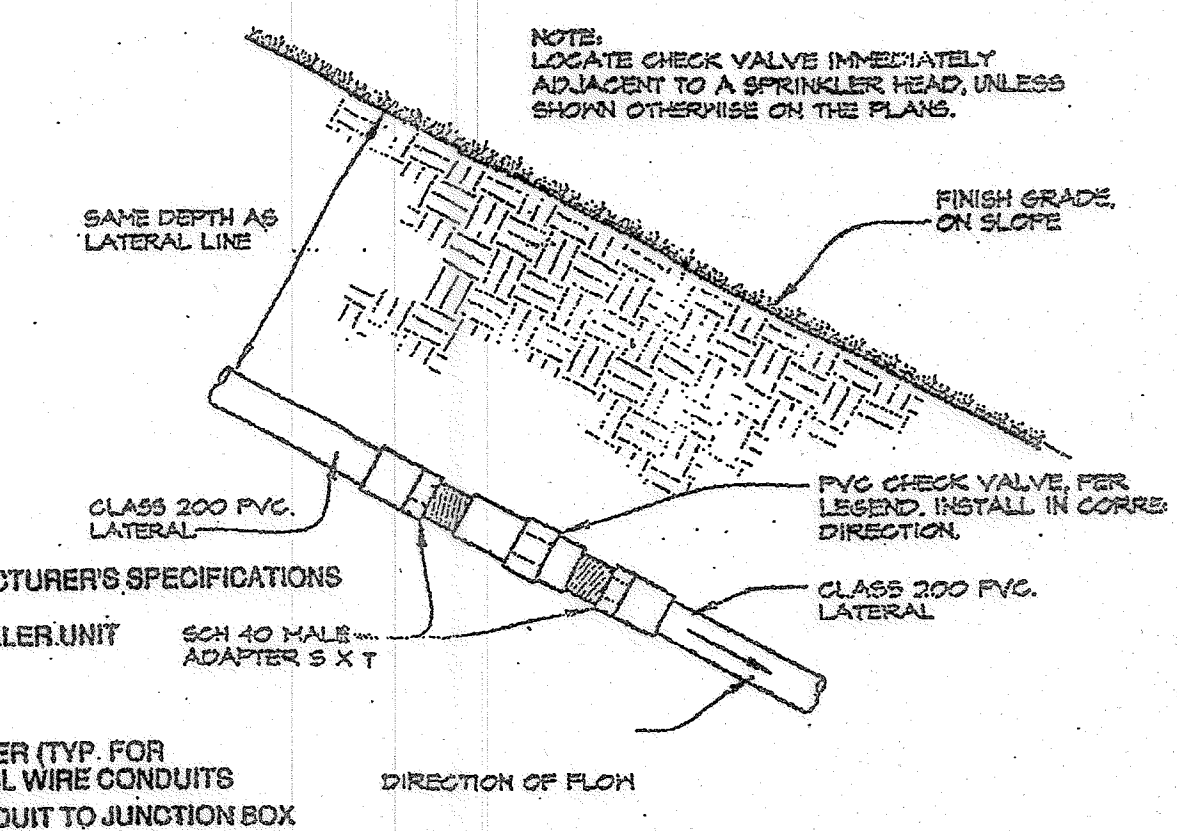 NOTE:
LOCATE CHECK VALVE IMMEDIATELY
ADJACENT TO A SPRINKLER HEAD, UNLESS
SHOWN OTHERWISE ON THE PLANS.
SAME DEPTH AS
LATERAL LINE
FINISH GRADE,
ON SLOPE
CLASS 200 PVC.
LATERAL
PVC CHECK VALVE, PER
LEGEND. INSTALL IN CORRE
DIRECTION.
CTURER'S SPECIFICATIONS
CLASS 200 PVC.
LATERAL
LLER UNIT
SCH 40 MALE
ADAPTER S X T
ER (TYP. FOR
L WIRE CONDUITS
DUIT TO JUNCTION BOX
DIRECTION OF FLOW